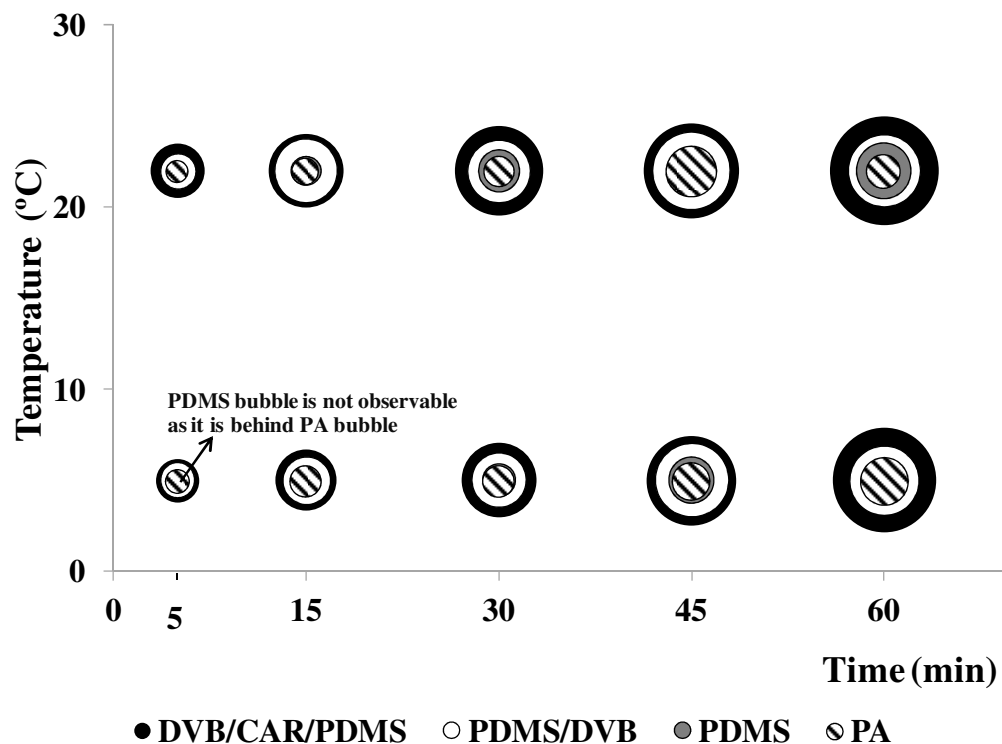 30
20
10
0
Temperature (ºC)
PDMS bubble is not observable
as it is behind PA bubble
0 5 15 30 45 60
Time (min)
DVB/CAR/PDMS PDMS/DVB PDMS PA